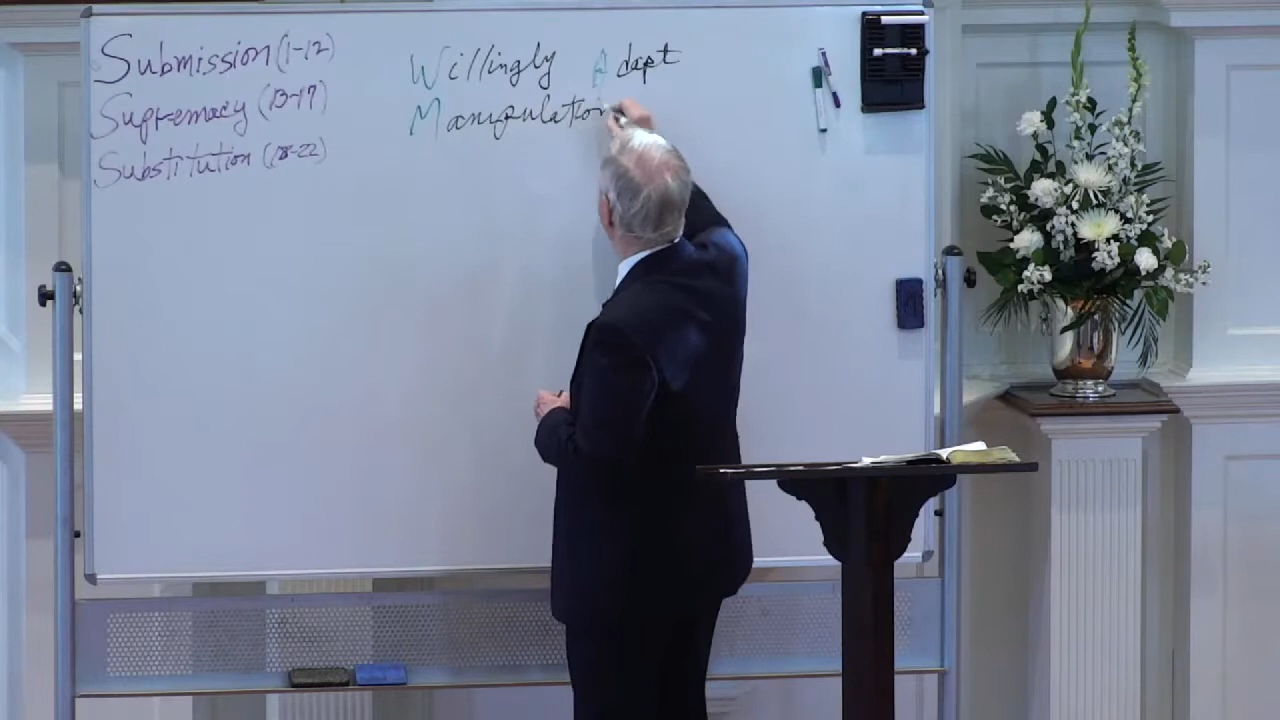 Submission (1-12)
Supremacy (13-17)
Substitution (18-22)
Willingly Adapt
Manipulation